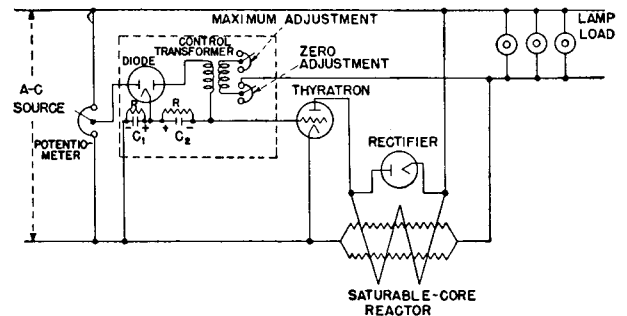 MAXIMUM ADJUSTMENT
CONTROL
TRANSFORMER
ZERO
ADJUSTMENT
LAMP
LOAD
DIODE
THYRATRON
A-C
SOURCE
R
R
- + + -
C1
C2
POTENTIO-
METER
RECTIFIER
SATURABLE-CORE
REACTOR